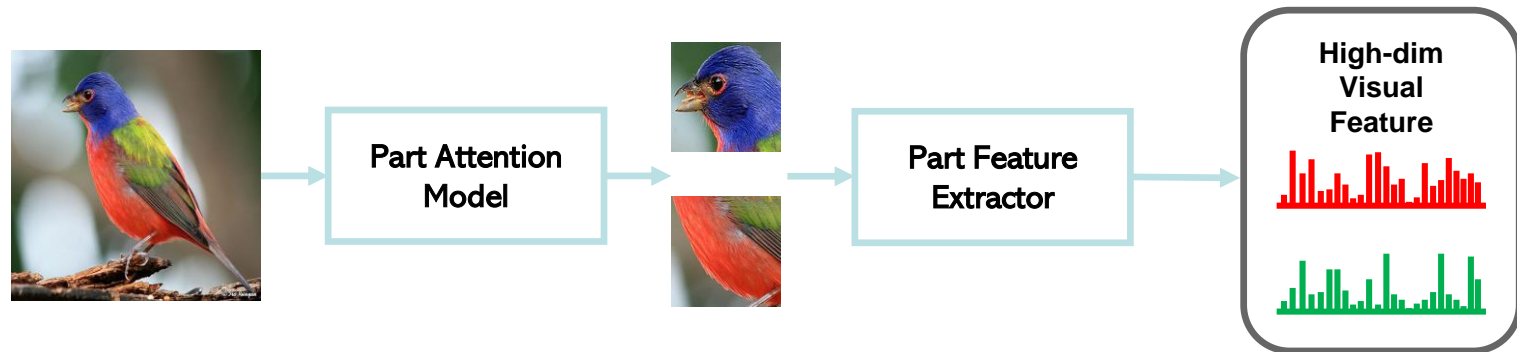 Part Attention
Model
Part Feature
Extractor
High-dim
Visual
Feature